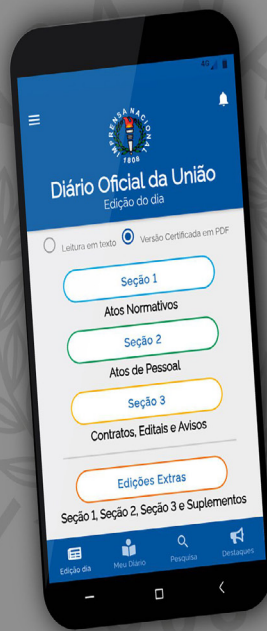 4G
IMPRENSA NACIONAL
1808
Diário Oficial da União
Edição do dia
Leitura em texto
Versão Certificada em PDF
Seção 1
Atos Normativos
Seção 2
Atos de Pessoal
Seção 3
Contratos, Editais e Avisos
Edições Extras
Seção 1, Seção 2, Seção 3 e Suplementos
Edição dia
Meu Diário
Pesquisa
Destaques